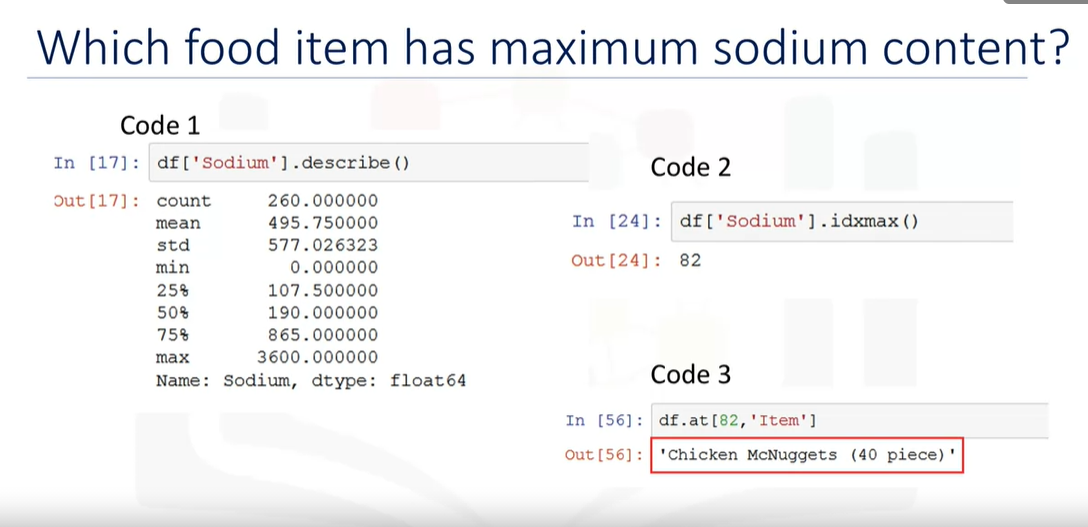 Which food item has maximum sodium content?
Code 1
In [17]: df['Sodium'].describe()
Out[17]: count 260.000000
mean 495.750000
std 577.026323
min 0.000000
25% 107.500000
50% 190.000000
75% 865.000000
max 3600.000000
Name: Sodium, dtype: float64
Code 2
In [24]: df['Sodium'].idxmax()
Out[24]: 82
Code 3
In [56]: df.at[82,'Item']
Out[56]: 'Chicken McNuggets (40 piece)'